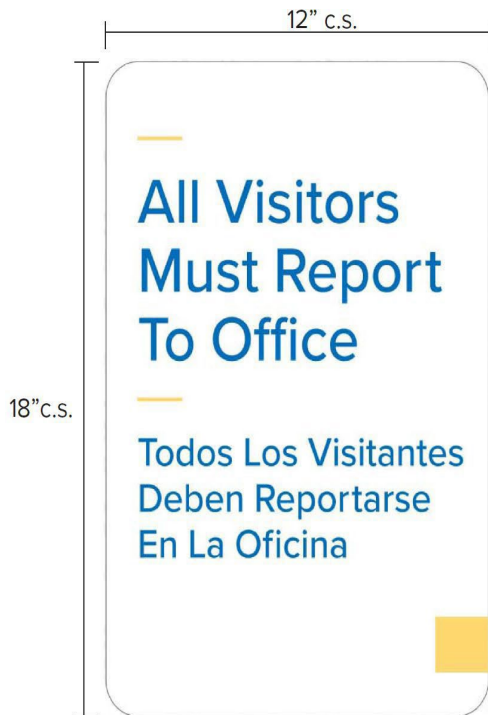 12” c.s.
All Visitors
Must Report
To Office
18”c.s.
Todos Los Visitantes
Deben Reportarse
En La Oficina